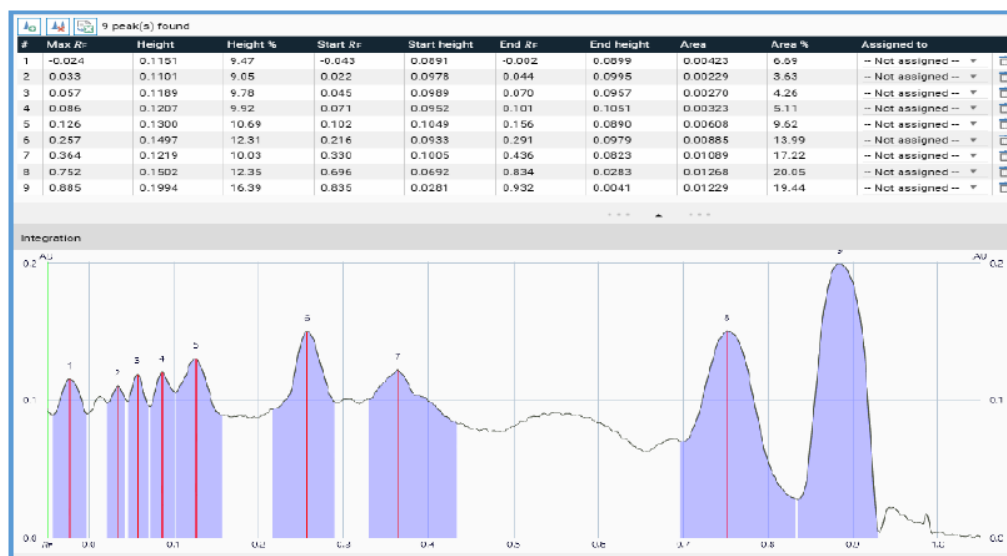 9 peak(s) found
# Max RF Height Height % Start RF Start height End RF End height Area Area % Assigned to
1 -0.024 0.1151 9.47 -0.043 0.0891 -0.002 0.0899 0.00423 6.69 -- Not assigned --
2 0.033 0.1101 9.05 0.022 0.0978 0.044 0.0995 0.00229 3.63 -- Not assigned --
3 0.057 0.1189 9.78 0.045 0.0989 0.070 0.0957 0.00270 4.26 -- Not assigned --
4 0.086 0.1207 9.92 0.071 0.0952 0.101 0.1051 0.00323 5.11 -- Not assigned --
5 0.126 0.1300 10.69 0.102 0.1049 0.156 0.0890 0.00608 9.62 -- Not assigned --
6 0.257 0.1497 12.31 0.216 0.0933 0.291 0.0979 0.00885 13.99 -- Not assigned --
7 0.364 0.1219 10.03 0.330 0.1005 0.436 0.0823 0.01089 17.22 -- Not assigned --
8 0.752 0.1502 12.35 0.696 0.0692 0.834 0.0283 0.01268 20.05 -- Not assigned --
9 0.885 0.1994 16.39 0.835 0.0281 0.932 0.0041 0.01229 19.44 -- Not assigned --
Integration
AU AU
0.2 0.2
9
6 8
5
7
1 2 3 4
0.1 0.1
0.0 RF 0.0 0.1 0.2 0.3 0.4 0.5 0.6 0.7 0.8 0.9 1.0 0.0